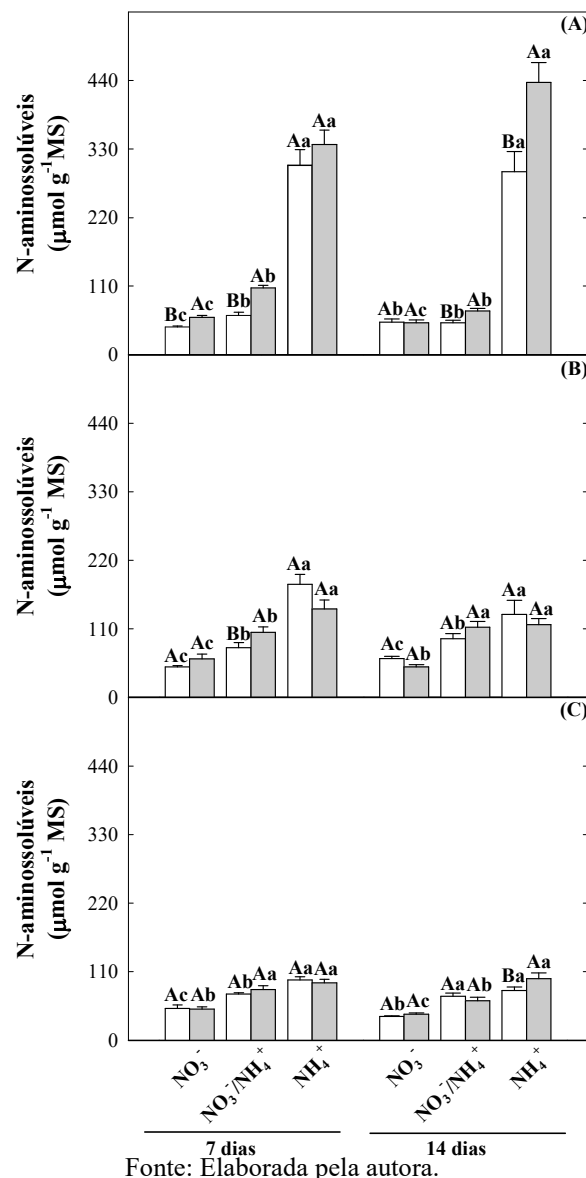 (A)
N-aminossolúveis
(μmol g⁻¹MS)
440
330
220
110
0
Bc Ac Bb Ab Aa Aa Ab Ac Bb Ab Ba Aa
(B)
N-aminossolúveis
(μmol g⁻¹ MS)
440
330
220
110
0
Ac Ac Bb Ab Aa Aa Ac Ab Ab Aa Aa Aa
(C)
N-aminossolúveis
(μmol g⁻¹ MS)
440
330
220
110
0
Ac Ab Ab Aa Aa Aa Ab Ac Aa Ab Ba Aa
NO₃⁻ NO₃⁻/NH₄⁺ NH₄⁺ NO₃⁻ NO₃⁻/NH₄⁺ NH₄⁺
7 dias 14 dias
Fonte: Elaborada pela autora.